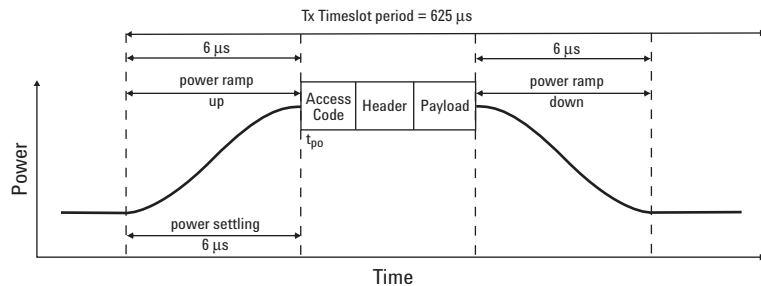 Tx Timeslot period = 625 µs
6 µs
6 µs
power ramp
up
power ramp
down
Access
Code
Header
Payload
tpo
Power
power settling
6 µs
Time